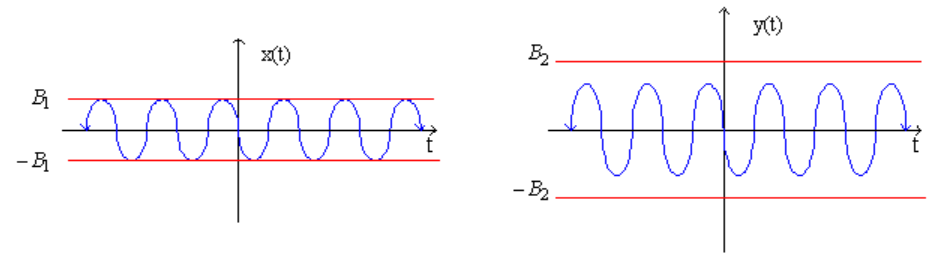 x(t)
B₁
t
−B₁
y(t)
B₂
t
−B₂